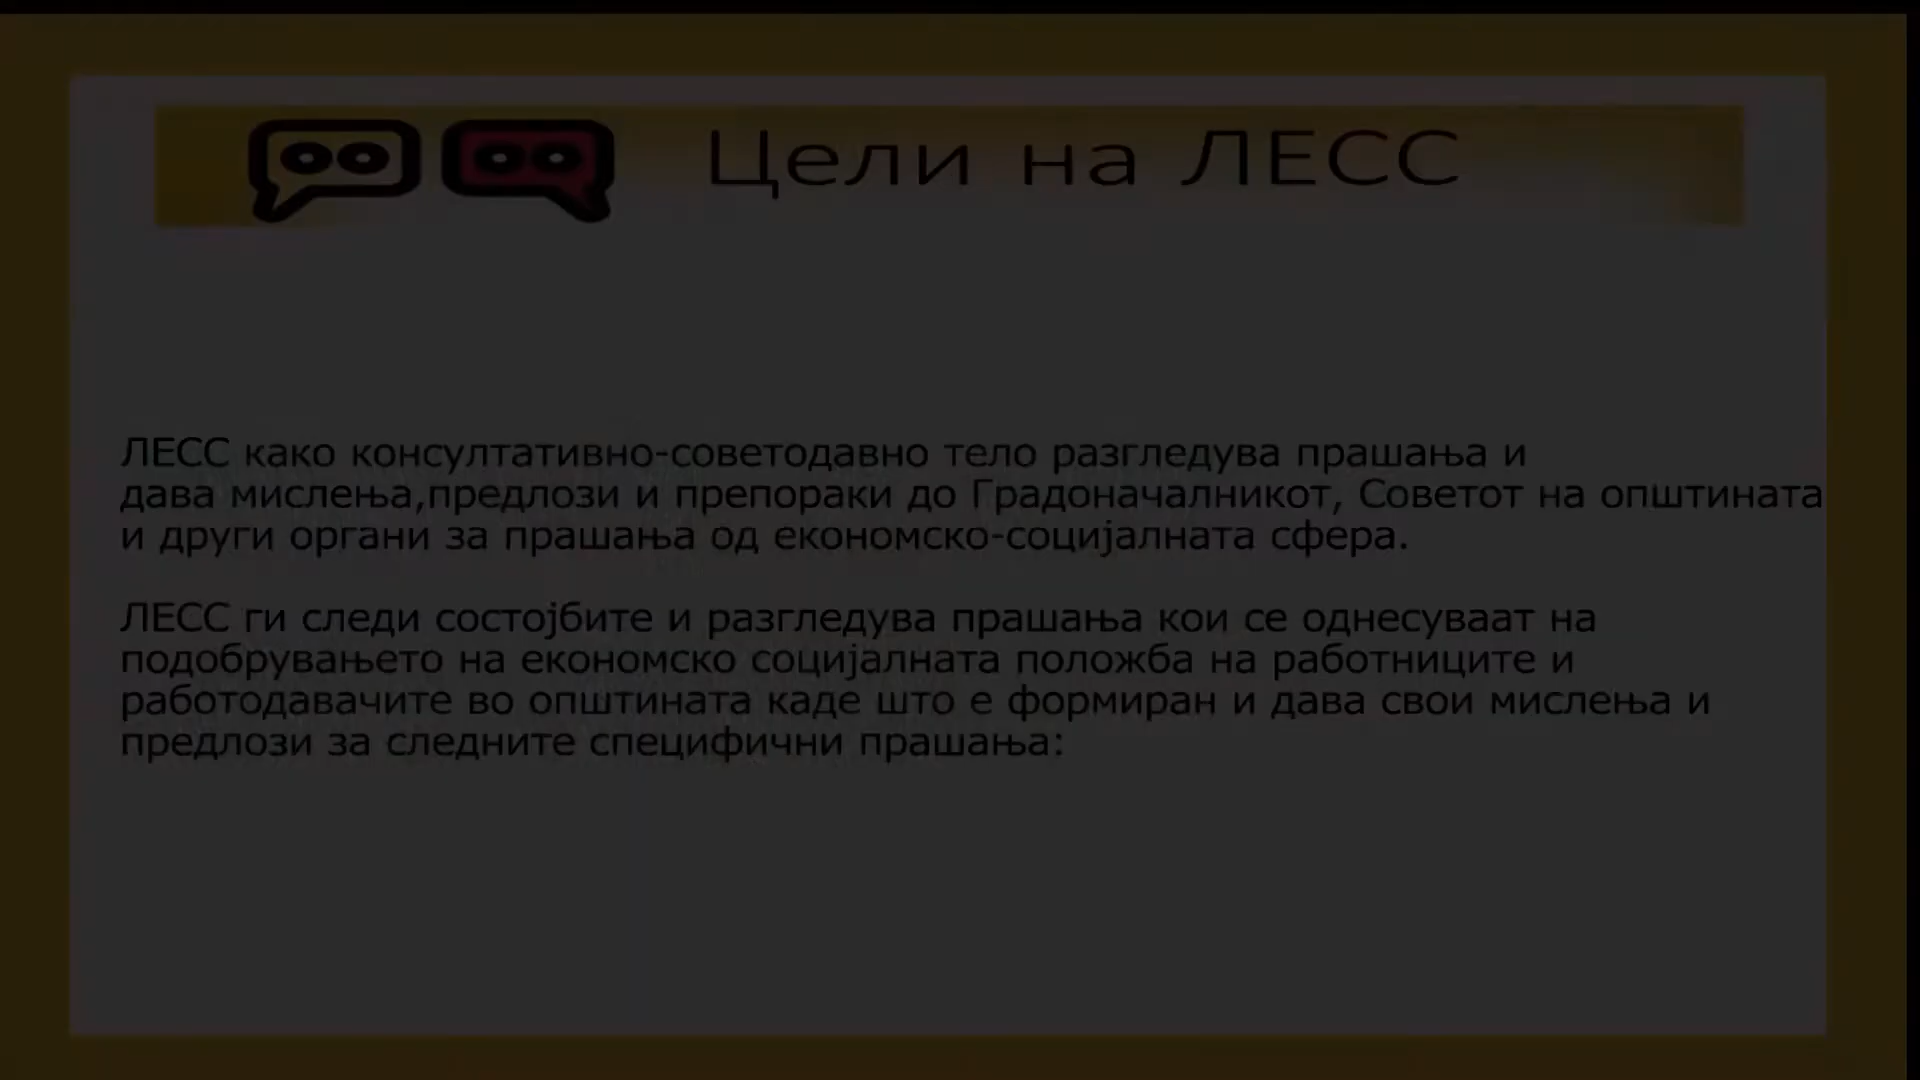 Цели на ЛЕСС
ЛЕСС како консултативно-советодавно тело разгледува прашања и
дава мислења,предлози и препораки до Градоначалникот, Советот на општината
и други органи за прашања од економско-социјалната сфера.
ЛЕСС ги следи состојбите и разгледува прашања кои се однесуваат на
подобрувањето на економско социјалната положба на работниците и
работодавачите во општината каде што е формиран и дава свои мислења и
предлози за следните специфични прашања: